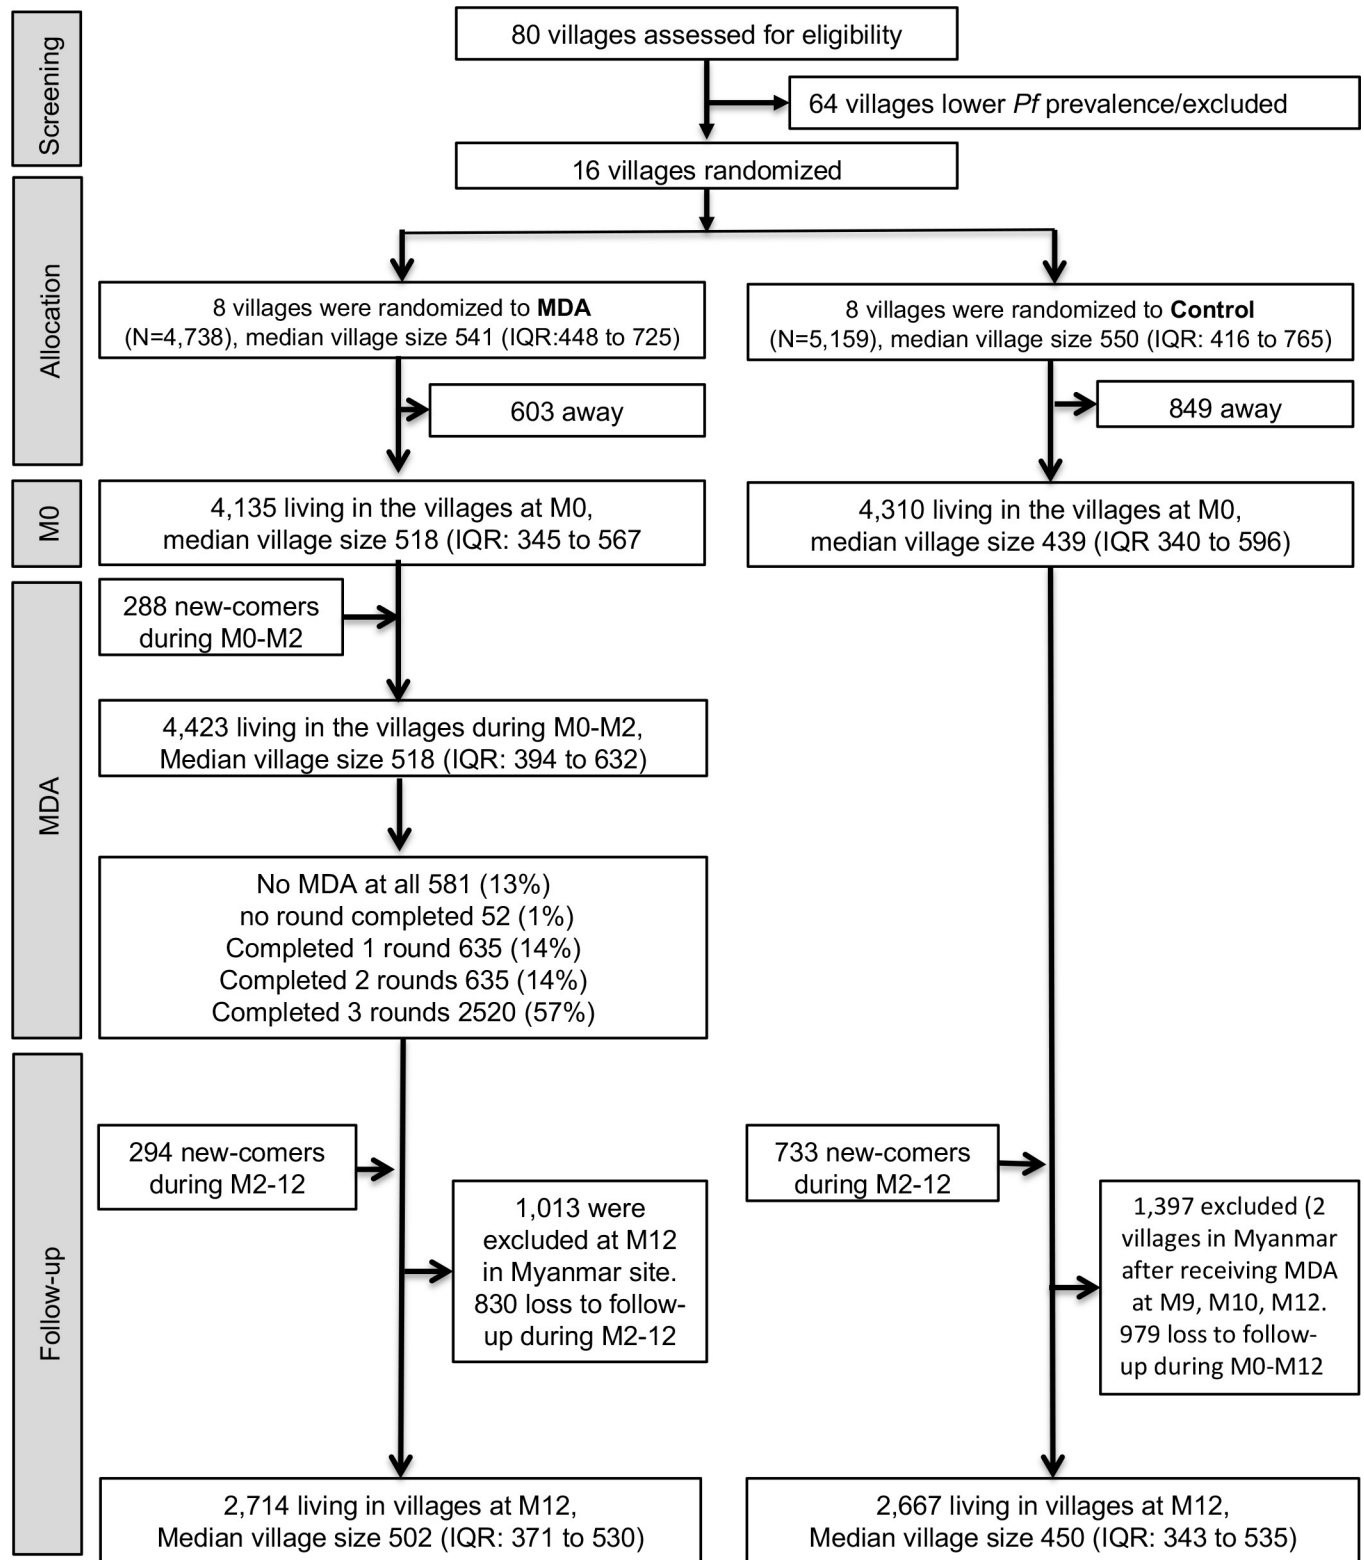 Screening
80 villages assessed for eligibility
64 villages lower Pf prevalence/excluded
16 villages randomized
Allocation
8 villages were randomized to MDA
(N=4,738), median village size 541 (IQR:448 to 725)
8 villages were randomized to Control
(N=5,159), median village size 550 (IQR: 416 to 765)
603 away
849 away
M0
4,135 living in the villages at M0,
median village size 518 (IQR: 345 to 567
4,310 living in the villages at M0,
median village size 439 (IQR 340 to 596)
MDA
288 new-comers
during M0-M2
4,423 living in the villages during M0-M2,
Median village size 518 (IQR: 394 to 632)
No MDA at all 581 (13%)
no round completed 52 (1%)
Completed 1 round 635 (14%)
Completed 2 rounds 635 (14%)
Completed 3 rounds 2520 (57%)
Follow-up
294 new-comers
during M2-12
733 new-comers
during M2-12
1,013 were
excluded at M12
in Myanmar site.
830 loss to follow-
up during M2-12
1,397 excluded (2
villages in Myanmar
after receiving MDA
at M9, M10, M12.
979 loss to follow-
up during M0-M12
2,714 living in villages at M12,
Median village size 502 (IQR: 371 to 530)
2,667 living in villages at M12,
Median village size 450 (IQR: 343 to 535)